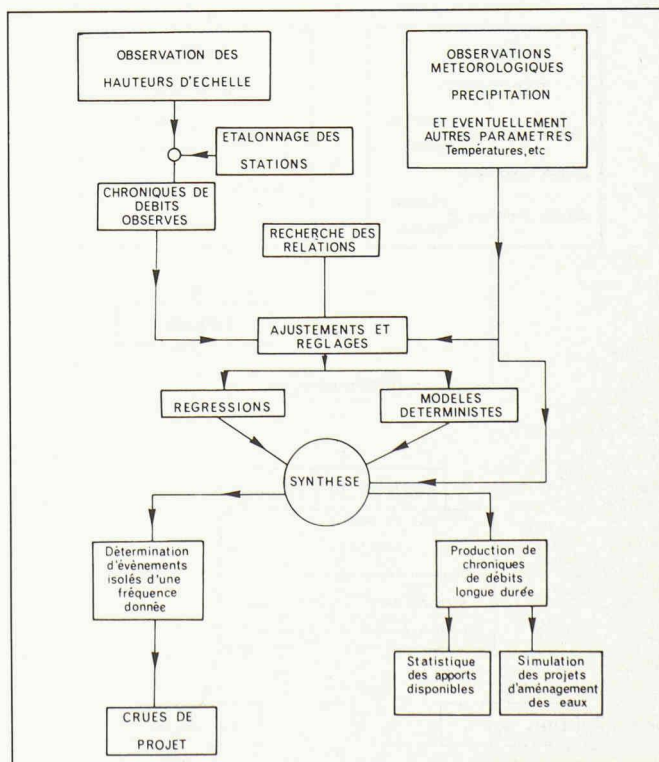 OBSERVATION DES
HAUTEURS D'ECHELLE
OBSERVATIONS
METEOROLOGIQUES
PRECIPITATION
ET EVENTUELLEMENT
AUTRES PARAMETRES
Températures, etc
ETALONNAGE DES
STATIONS
CHRONIQUES DE
DEBITS
OBSERVES
RECHERCHE DES
RELATIONS
AJUSTEMENTS ET
REGLAGES
REGRESSIONS
MODELES
DETERMINISTES
SYNTHESE
Détermination
d'évènements
isolés d'une
fréquence
donnée
Production de
chroniques
de débits
longue durée
Statistique
des apports
disponibles
Simulation
des projets
d'aménagement
des eaux
CRUES DE
PROJET